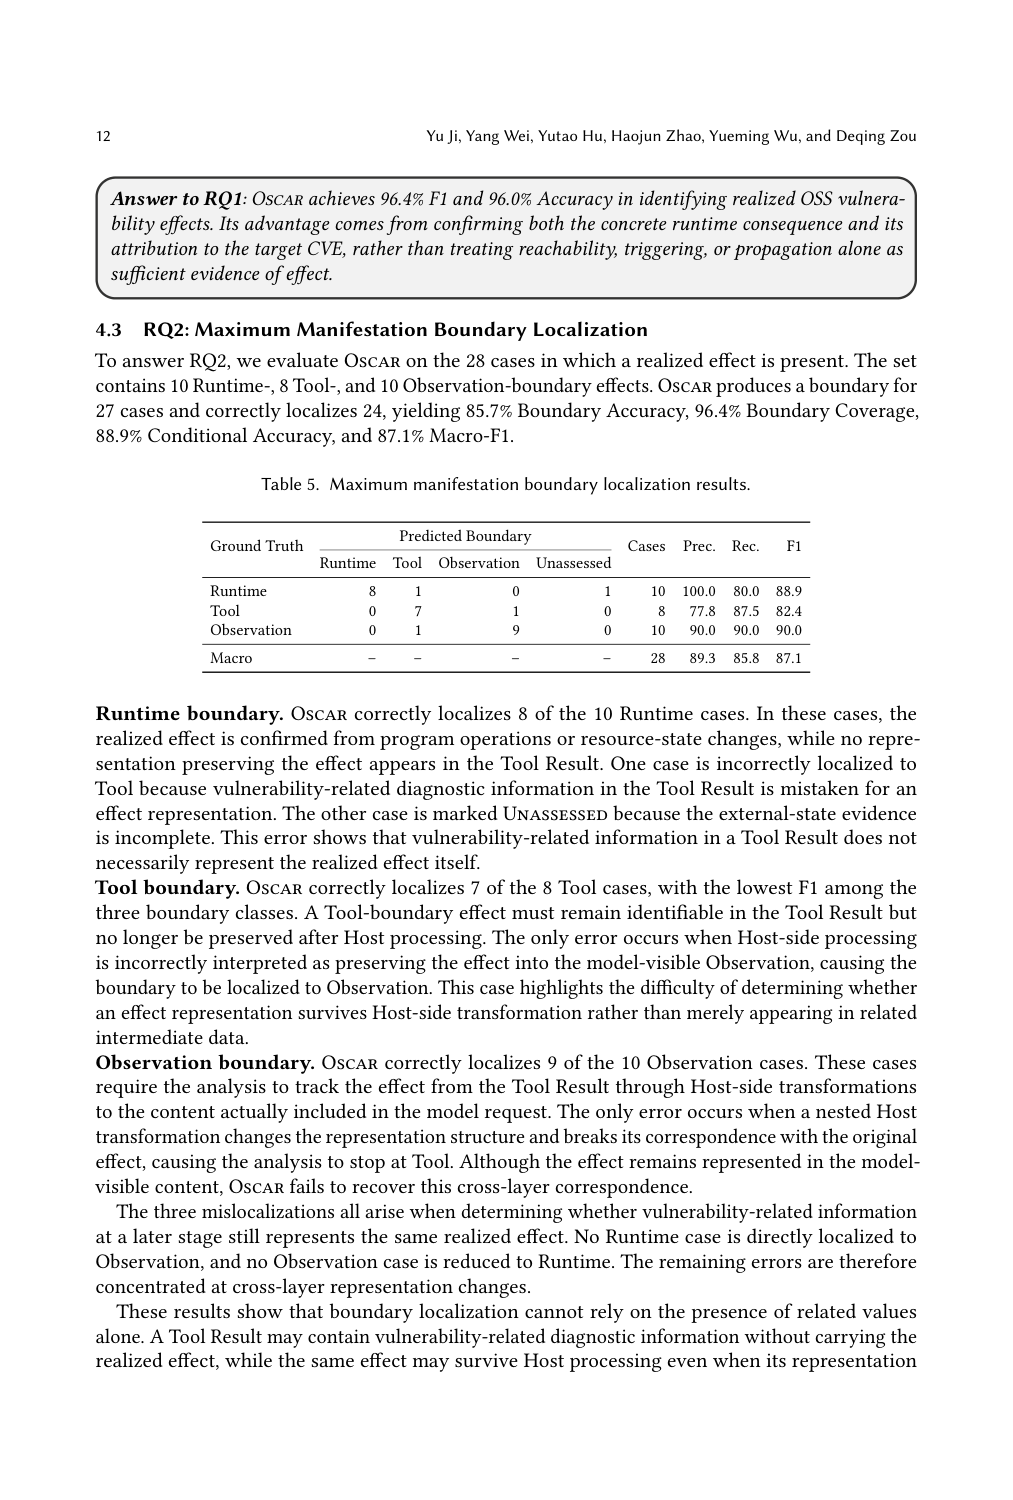 12
Yu Ji, Yang Wei, Yutao Hu, Haojun Zhao, Yueming Wu, and Deqing Zou
Answer to RQ1: OSCAR achieves 96.4% F1 and 96.0% Accuracy in identifying realized OSS vulnera-
bility effects. Its advantage comes from confirming both the concrete runtime consequence and its
attribution to the target CVE, rather than treating reachability, triggering, or propagation alone as
sufficient evidence of effect.
4.3 RQ2: Maximum Manifestation Boundary Localization
To answer RQ2, we evaluate OSCAR on the 28 cases in which a realized effect is present. The set
contains 10 Runtime-, 8 Tool-, and 10 Observation-boundary effects. OSCAR produces a boundary for
27 cases and correctly localizes 24, yielding 85.7% Boundary Accuracy, 96.4% Boundary Coverage,
88.9% Conditional Accuracy, and 87.1% Macro-F1.
Table 5. Maximum manifestation boundary localization results.
Ground Truth Predicted Boundary Cases Prec. Rec. F1
Runtime Tool Observation Unassessed
Runtime 8 1 0 1 10 100.0 80.0 88.9
Tool 0 7 1 0 8 77.8 87.5 82.4
Observation 0 1 9 0 10 90.0 90.0 90.0
Macro – – – – 28 89.3 85.8 87.1
Runtime boundary. OSCAR correctly localizes 8 of the 10 Runtime cases. In these cases, the
realized effect is confirmed from program operations or resource-state changes, while no repre-
sentation preserving the effect appears in the Tool Result. One case is incorrectly localized to
Tool because vulnerability-related diagnostic information in the Tool Result is mistaken for an
effect representation. The other case is marked UNASSESSED because the external-state evidence
is incomplete. This error shows that vulnerability-related information in a Tool Result does not
necessarily represent the realized effect itself.
Tool boundary. OSCAR correctly localizes 7 of the 8 Tool cases, with the lowest F1 among the
three boundary classes. A Tool-boundary effect must remain identifiable in the Tool Result but
no longer be preserved after Host processing. The only error occurs when Host-side processing
is incorrectly interpreted as preserving the effect into the model-visible Observation, causing the
boundary to be localized to Observation. This case highlights the difficulty of determining whether
an effect representation survives Host-side transformation rather than merely appearing in related
intermediate data.
Observation boundary. OSCAR correctly localizes 9 of the 10 Observation cases. These cases
require the analysis to track the effect from the Tool Result through Host-side transformations
to the content actually included in the model request. The only error occurs when a nested Host
transformation changes the representation structure and breaks its correspondence with the original
effect, causing the analysis to stop at Tool. Although the effect remains represented in the model-
visible content, OSCAR fails to recover this cross-layer correspondence.
The three mislocalizations all arise when determining whether vulnerability-related information
at a later stage still represents the same realized effect. No Runtime case is directly localized to
Observation, and no Observation case is reduced to Runtime. The remaining errors are therefore
concentrated at cross-layer representation changes.
These results show that boundary localization cannot rely on the presence of related values
alone. A Tool Result may contain vulnerability-related diagnostic information without carrying the
realized effect, while the same effect may survive Host processing even when its representation